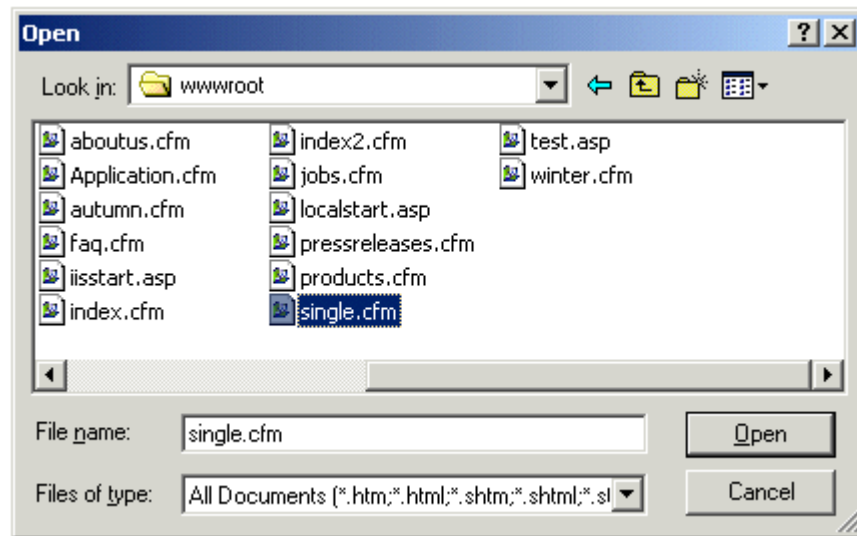 Open
Look in: wwwroot
aboutus.cfm index2.cfm test.asp
Application.cfm jobs.cfm winter.cfm
autumn.cfm localstart.asp
faq.cfm pressreleases.cfm
iisstart.asp products.cfm
index.cfm single.cfm
File name: single.cfm Open
Files of type: All Documents (*.htm;*.html;*.shtm;*.shtml;*.sl Cancel